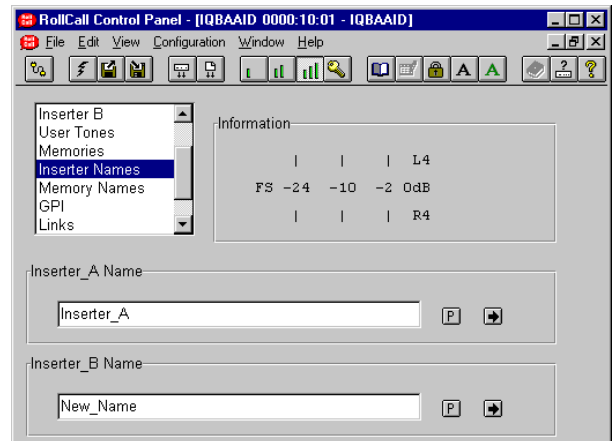 RollCall Control Panel - [IQBAAID 0000:10:01 - IQBAAID]
File Edit View Configuration Window Help
A A
Inserter B
User Tones
Memories
Inserter Names
Memory Names
GPI
Links
Information
| | | L4
FS -24 -10 -2 0dB
| | | R4
Inserter_A Name
Inserter_A P
Inserter_B Name
New_Name P